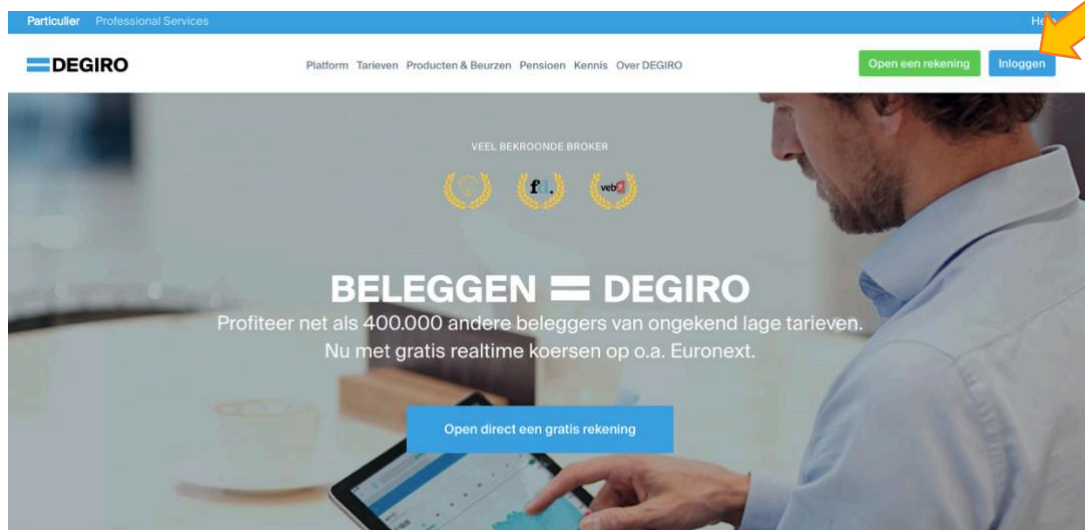 Particulier Professional Services
DEGIRO
Platform Tarieven Producten & Beurzen Pensioen Kennis Over DEGIRO
Open een rekening Inloggen
VEEL BEKROONDE BROKER
fd. veb
BELEGGEN = DEGIRO
Profiteer net als 400.000 andere beleggers van ongekend lage tarieven.
Nu met gratis realtime koersen op o.a. Euronext.
Open direct een gratis rekening